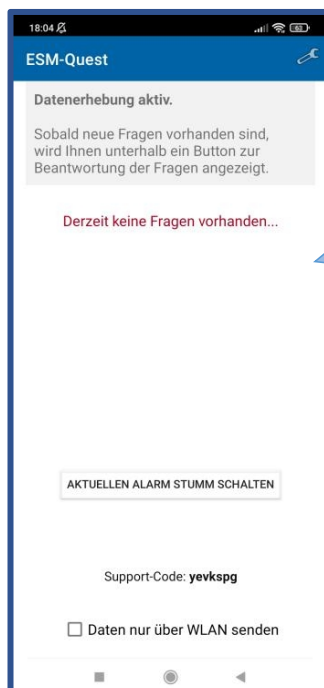 18:04 63
ESM-Quest
Datenerhebung aktiv.
Sobald neue Fragen vorhanden sind,
wird Ihnen unterhalb ein Button zur
Beantwortung der Fragen angezeigt.
Derzeit keine Fragen vorhanden...
AKTUELLEN ALARM STUMM SCHALTEN
Support-Code: yevkspg
Daten nur über WLAN senden